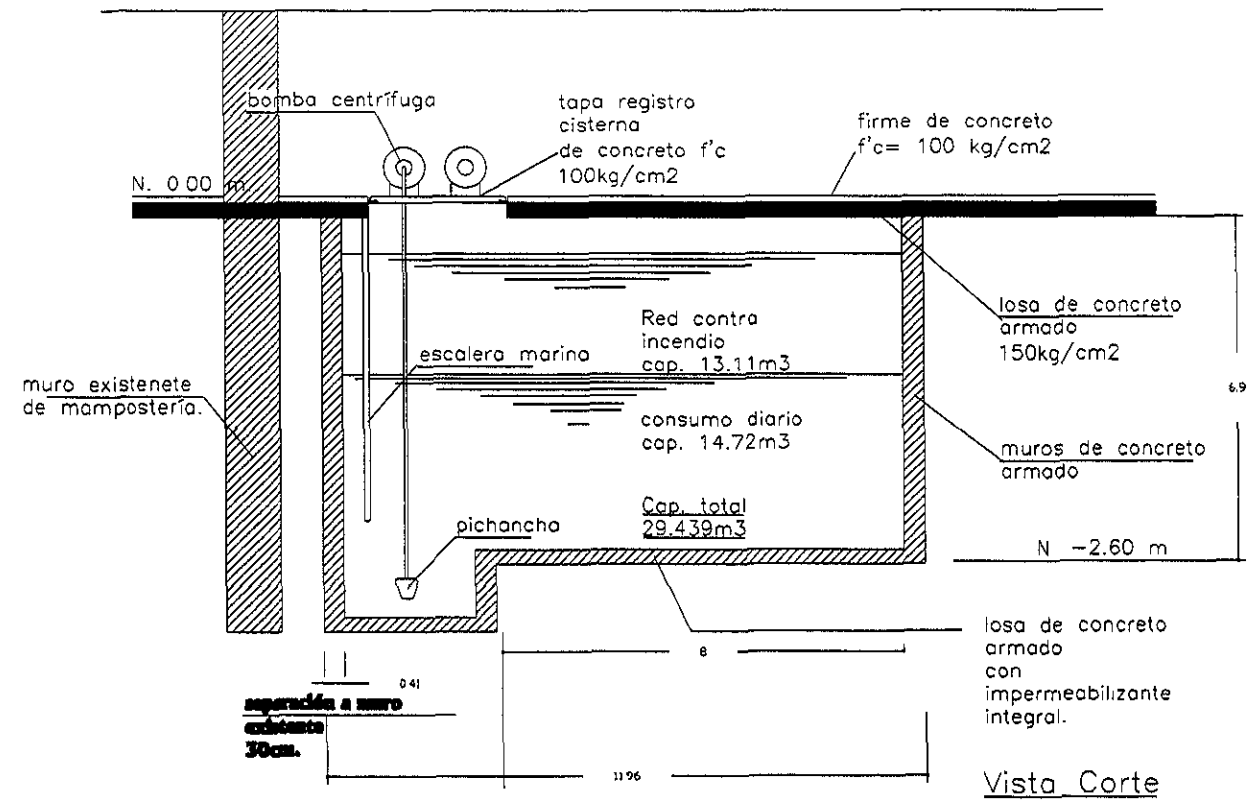 bomba centrífuga
tapa registro
cisterna
de concreto f'c
100kg/cm2
firme de concreto
f'c= 100 kg/cm2
N. 0 00 m
losa de concreto
armado
150kg/cm2
Red contra
incendio
cap. 13.11m3
escalera marina
6.9
muro existenete
de mampostería.
consumo diario
cap. 14.72m3
muros de concreto
armado
Cap. total
29.439m3
pichancha
N -2.60 m
losa de concreto
armado
con
impermeabilizante
integral.
8
0 41
separación a muro
existente
30cm.
11 96
Vista Corte